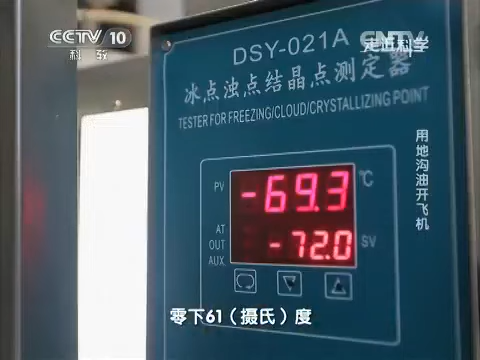 CCTV 10
科教
CNTV
走近科学
DSY-021A
冰点浊点结晶点测定器
TESTER FOR FREEZING/CLOUD/CRYSTALLIZING POINT
用地沟油开飞机
PV
-69.3
℃
AT
OUT
AUX
-72.0
SV
零下61（摄氏）度